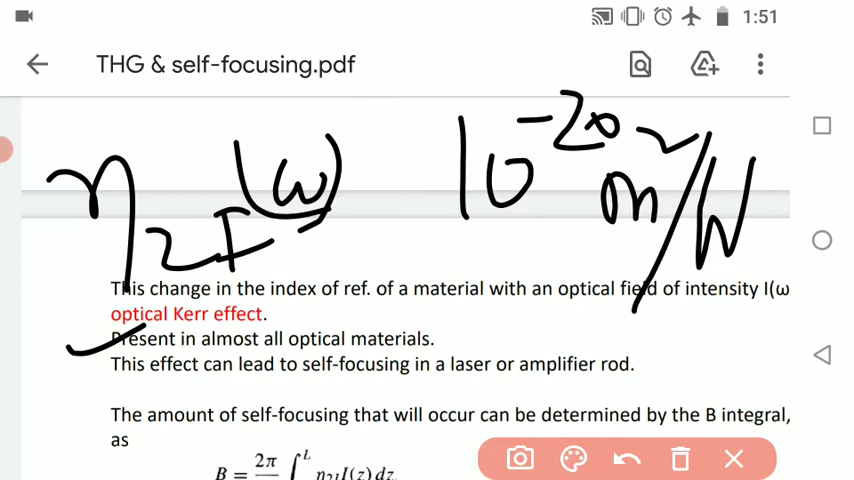 1:51
THG & self-focusing.pdf
η₂I(ω) 10⁻²⁰ m²/W
This change in the index of ref. of a material with an optical field of intensity I(ω
optical Kerr effect.
Present in almost all optical materials.
This effect can lead to self-focusing in a laser or amplifier rod.
The amount of self-focusing that will occur can be determined by the B integral,
as
B = 2π ∫ᴸ n₂I I(z) dz